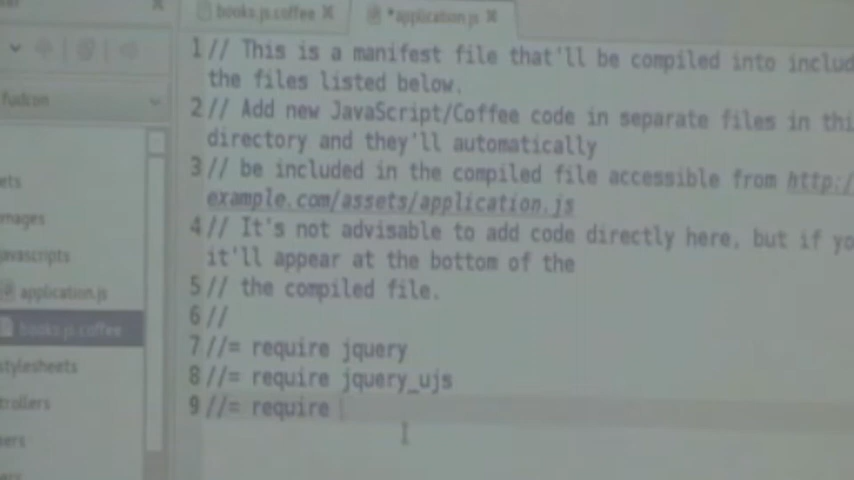 books.js.coffee ✖ *application.js ✖
fudcon
ets
mages
javascripts
application.js
books.js.coffee
stylesheets
trollers
ers
1 // This is a manifest file that'll be compiled into includ
the files listed below.
2 // Add new JavaScript/Coffee code in separate files in thi
directory and they'll automatically
3 // be included in the compiled file accessible from http:/
example.com/assets/application.js
4 // It's not advisable to add code directly here, but if yo
it'll appear at the bottom of the
5 // the compiled file.
6 //
7 //= require jquery
8 //= require jquery_ujs
9 //= require